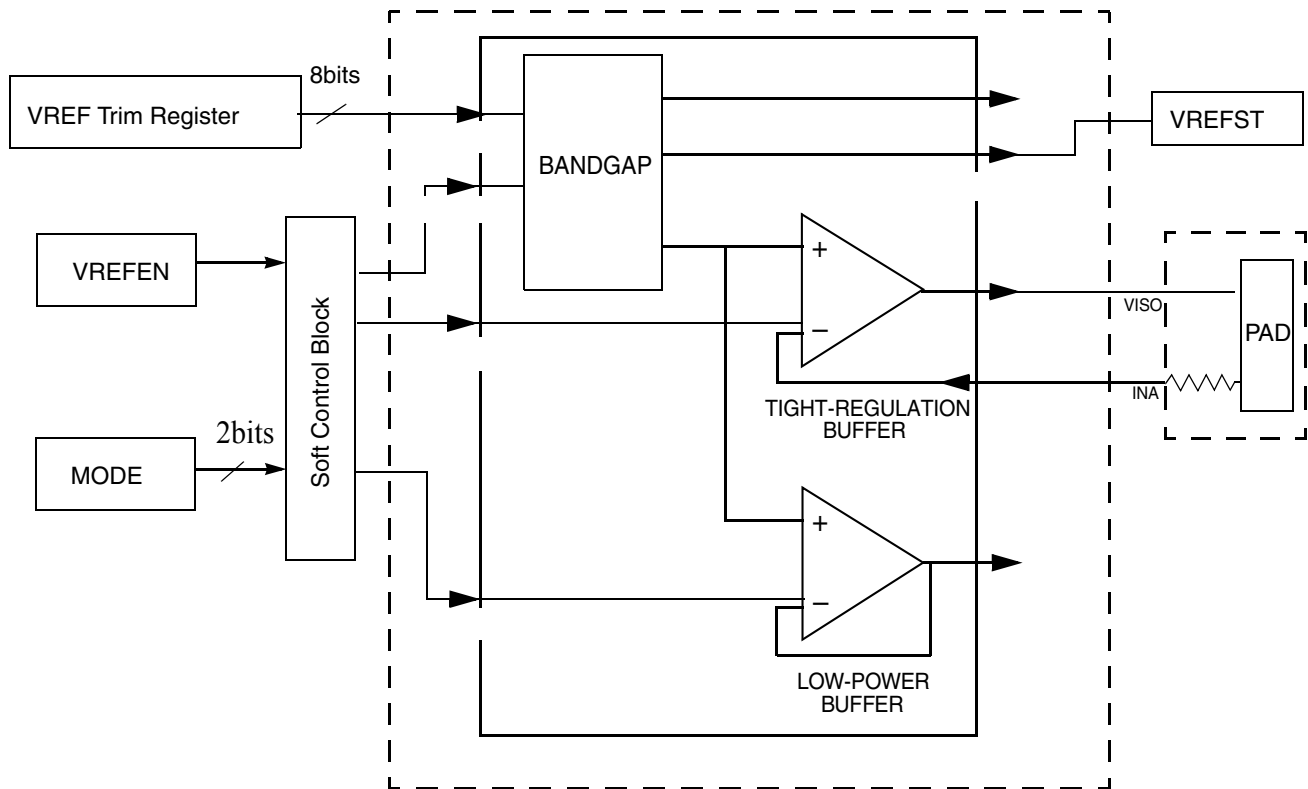 8bits
VREF Trim Register
VREFST
BANDGAP
VREFEN
+
VISO
Soft Control Block
−
PAD
INA
TIGHT-REGULATION
BUFFER
2bits
MODE
+
−
LOW-POWER
BUFFER